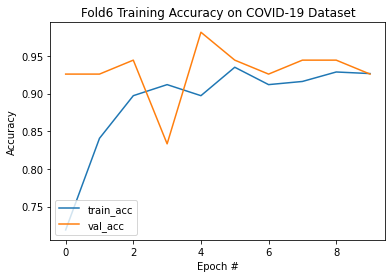 Fold6 Training Accuracy on COVID-19 Dataset
0.95
0.90
0.85
0.80
0.75
Accuracy
train_acc
val_acc
0 2 4 6 8
Epoch #